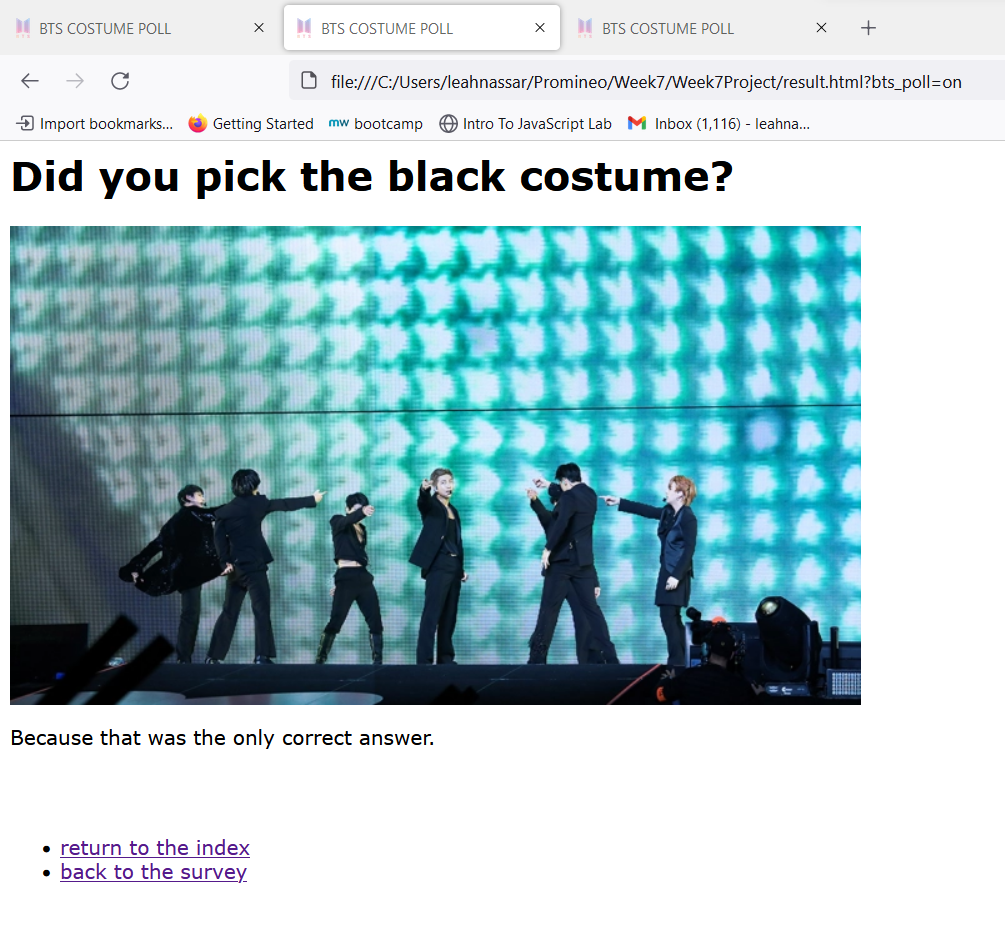 BTS COSTUME POLL
BTS COSTUME POLL
BTS COSTUME POLL
file:///C:/Users/leahnassar/Promineo/Week7/Week7Project/result.html?bts_poll=on
Import bookmarks... Getting Started mw bootcamp Intro To JavaScript Lab Inbox (1,116) - leahna...
Did you pick the black costume?
Because that was the only correct answer.
return to the index
back to the survey